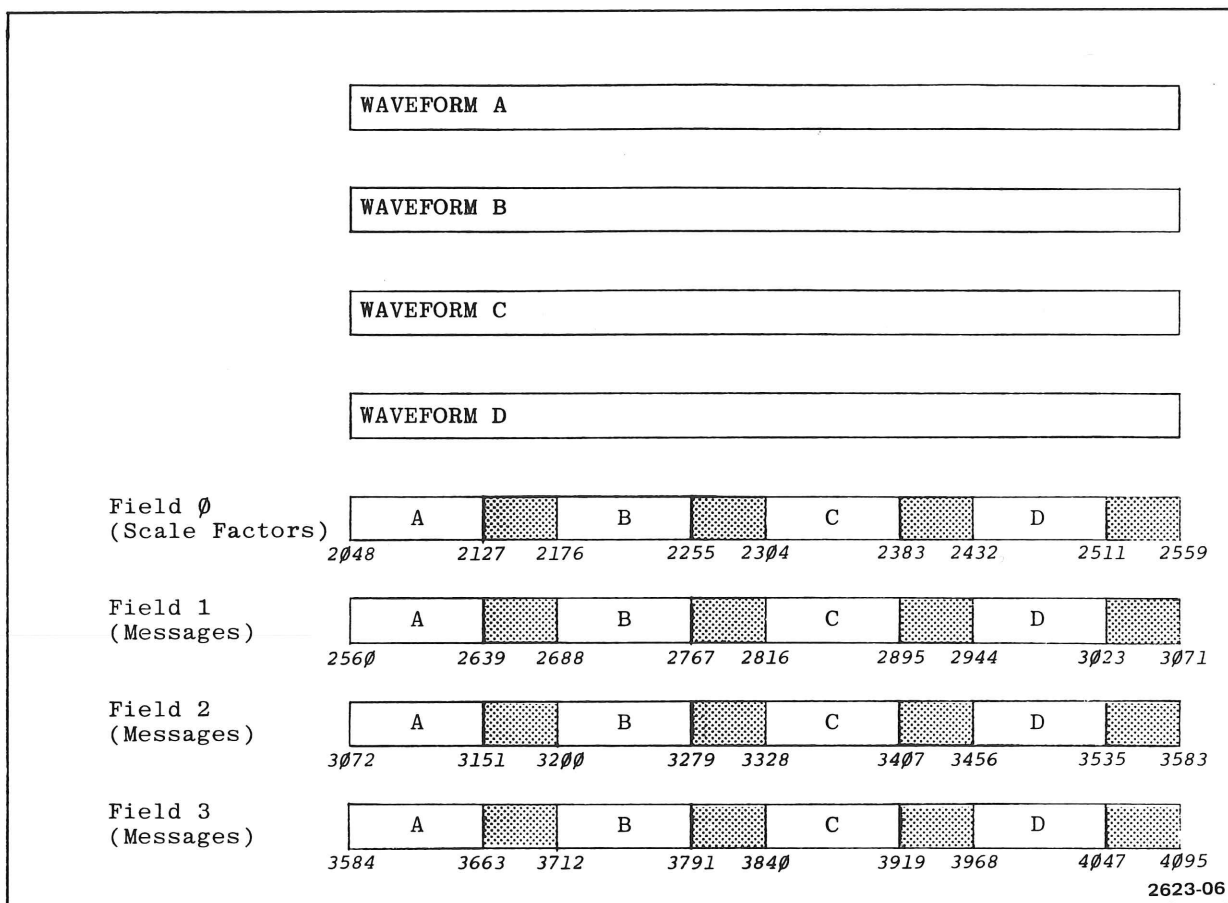 WAVEFORM A
WAVEFORM B
WAVEFORM C
WAVEFORM D
Field Ø
(Scale Factors)
A B C D
2Ø48 2127 2176 2255 23Ø4 2383 2432 2511 2559
Field 1
(Messages)
A B C D
256Ø 2639 2688 2767 2816 2895 2944 3Ø23 3Ø71
Field 2
(Messages)
A B C D
3Ø72 3151 32ØØ 3279 3328 34Ø7 3456 3535 3583
Field 3
(Messages)
A B C D
3584 3663 3712 3791 384Ø 3919 3968 4Ø47 4Ø95
2623-06